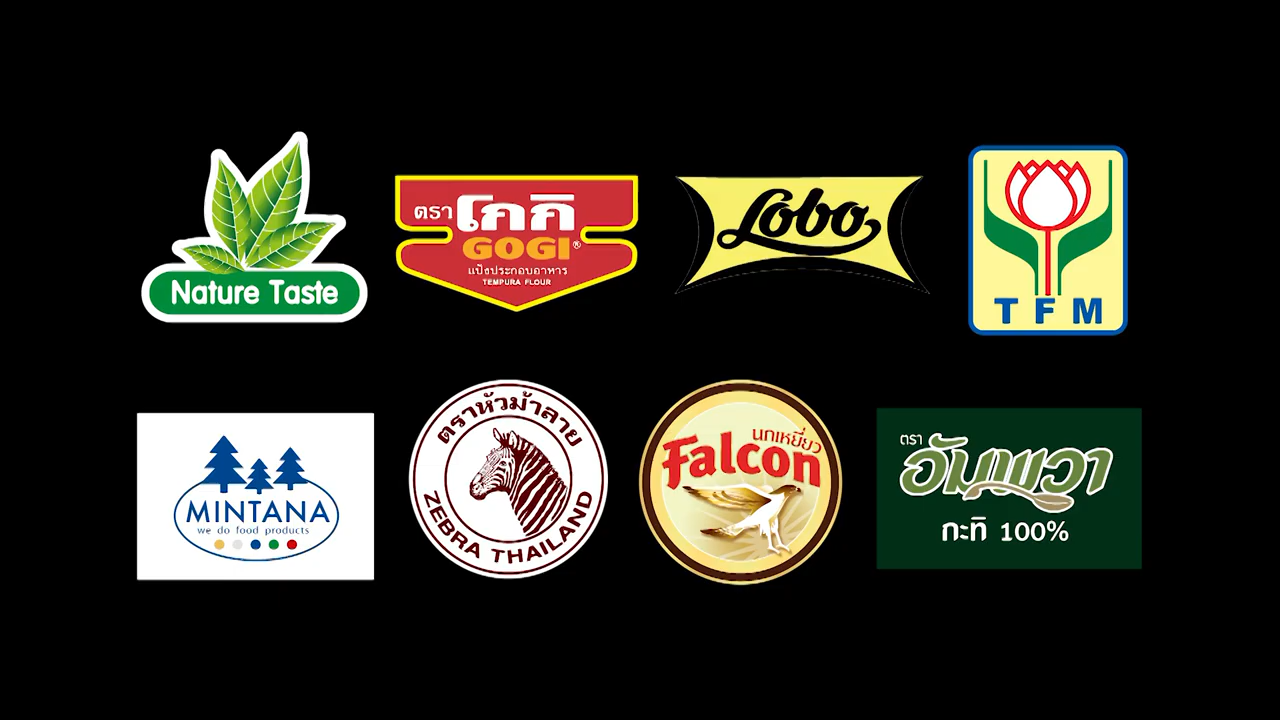 Nature Taste
ตรา โกกิ
GOGI®
แป้งประกอบอาหาร
TEMPURA FLOUR
Lobo
T F M
MINTANA
we do food products
ตราหัวม้าลาย
ZEBRA THAILAND
นกเหยี่ยว
Falcon
ตรา
อัมพวา
กะทิ 100%